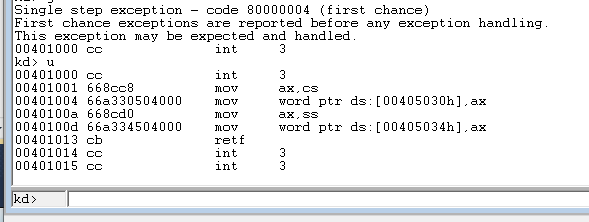 Single step exception - code 80000004 (first chance)
First chance exceptions are reported before any exception handling.
This exception may be expected and handled.
00401000 cc int 3
kd> u
00401000 cc int 3
00401001 668cc8 mov ax,cs
00401004 66a330504000 mov word ptr ds:[00405030h],ax
0040100a 668cd0 mov ax,ss
0040100d 66a334504000 mov word ptr ds:[00405034h],ax
00401013 cb retf
00401014 cc int 3
00401015 cc int 3
kd>